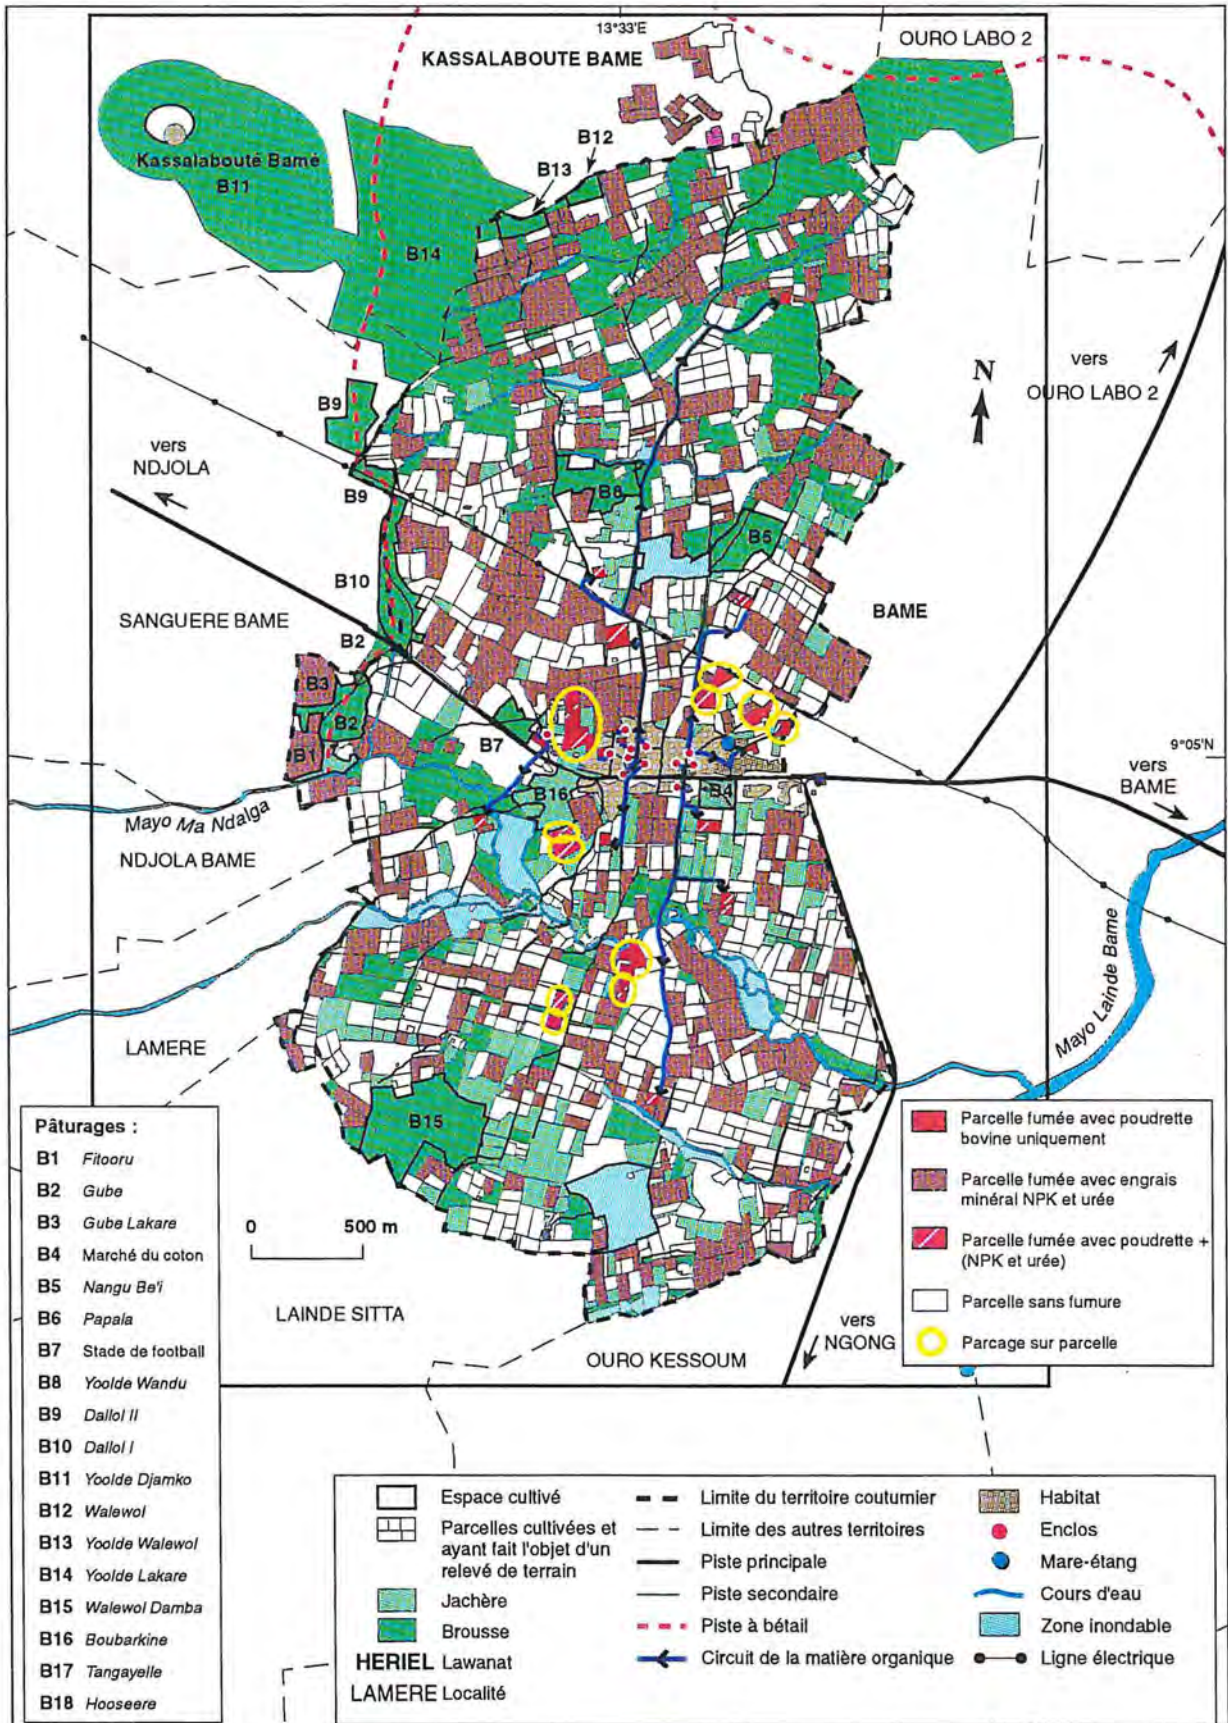 13°33'E
OURO LABO 2
KASSALABOUTE BAME
B12
B13
Kassalabouté Bamé
B11
B14
N
vers
OURO LABO 2
B9
vers
NDJOLA
B8
B9
B5
B10
SANGUERE BAME
BAME
B2
B3
B2
B7
B1
9°05'N
vers
BAME
B16
B4
Mayo Ma Ndalga
NDJOLA BAME
Mayo Lainde Bame
LAMERE
B15
0 500 m
LAINDE SITTA
OURO KESSOUM
vers
NGONG
Pâturages :
B1 Fitooru
B2 Gube
B3 Gube Lakare
B4 Marché du coton
B5 Nangu Be'i
B6 Papala
B7 Stade de football
B8 Yoolde Wandu
B9 Dallol II
B10 Dallol I
B11 Yoolde Djamko
B12 Walewol
B13 Yoolde Walewol
B14 Yoolde Lakare
B15 Walewol Damba
B16 Boubarkine
B17 Tangayelle
B18 Hooseere
Parcelle fumée avec poudrette
bovine uniquement
Parcelle fumée avec engrais
minéral NPK et urée
Parcelle fumée avec poudrette +
(NPK et urée)
Parcelle sans fumure
Parcage sur parcelle
Espace cultivé
Parcelles cultivées et
ayant fait l'objet d'un
relevé de terrain
Jachère
Brousse
HERIEL Lawanat
LAMERE Localité
Limite du territoire coutumier
Limite des autres territoires
Piste principale
Piste secondaire
Piste à bétail
Circuit de la matière organique
Habitat
Enclos
Mare-étang
Cours d'eau
Zone inondable
Ligne électrique